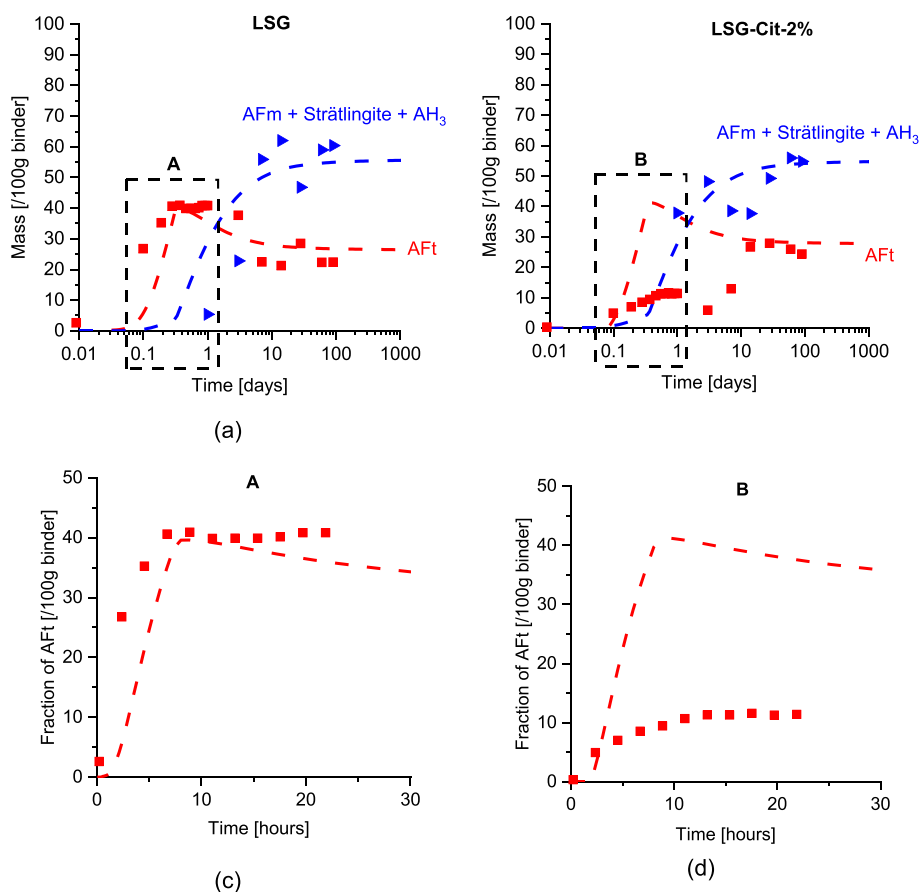 LSG
100
90
80
70
60
50
40
30
20
10
0
Mass [/100g binder]
A
AFm + Strätlingite + AH3
AFt
0.01 0.1 1 10 100 1000
Time [days]
(a)
LSG-Cit-2%
100
90
80
70
60
50
40
30
20
10
0
Mass [/100g binder]
B
AFm + Strätlingite + AH3
AFt
0.01 0.1 1 10 100 1000
Time [days]
A
50
40
30
20
10
0
Fraction of AFt [/100g binder]
0 10 20 30
Time [hours]
(c)
B
50
40
30
20
10
0
Fraction of AFt [/100g binder]
0 10 20 30
Time [hours]
(d)